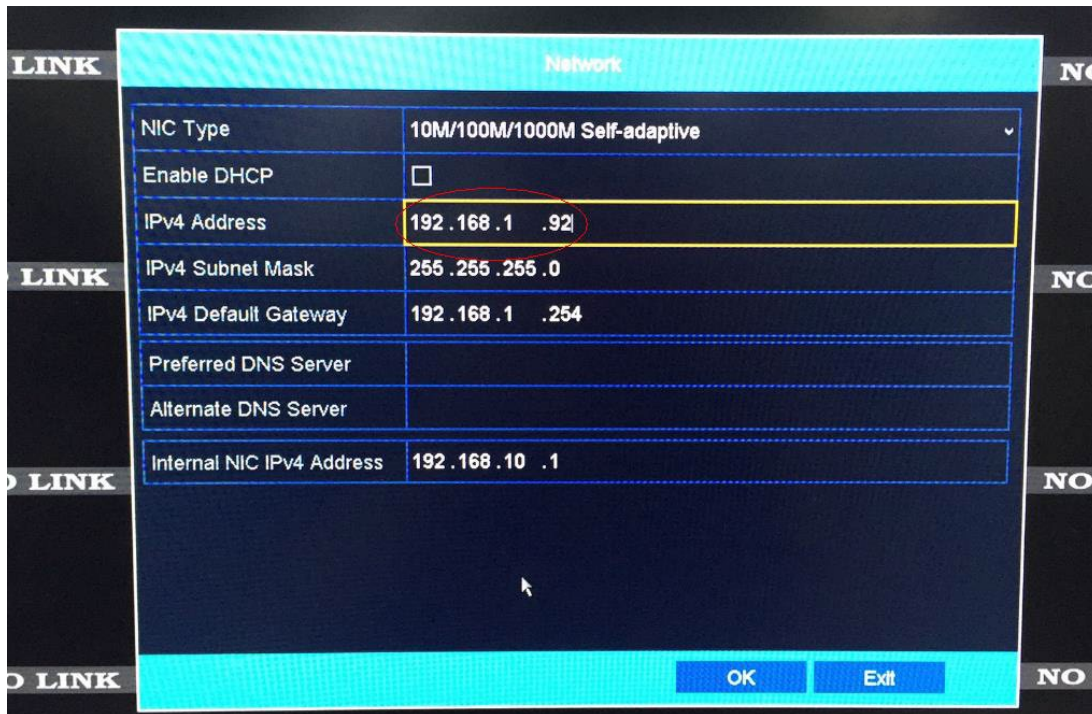 Network
LINK
NIC Type
10M/100M/1000M Self-adaptive
Enable DHCP
IPv4 Address
192 .168 .1 .92
LINK
IPv4 Subnet Mask
255 .255 .255 .0
NO
IPv4 Default Gateway
192 .168 .1 .254
Preferred DNS Server
Alternate DNS Server
Internal NIC IPv4 Address
192 .168 .10 .1
LINK
NO
LINK
OK
Exit
NO